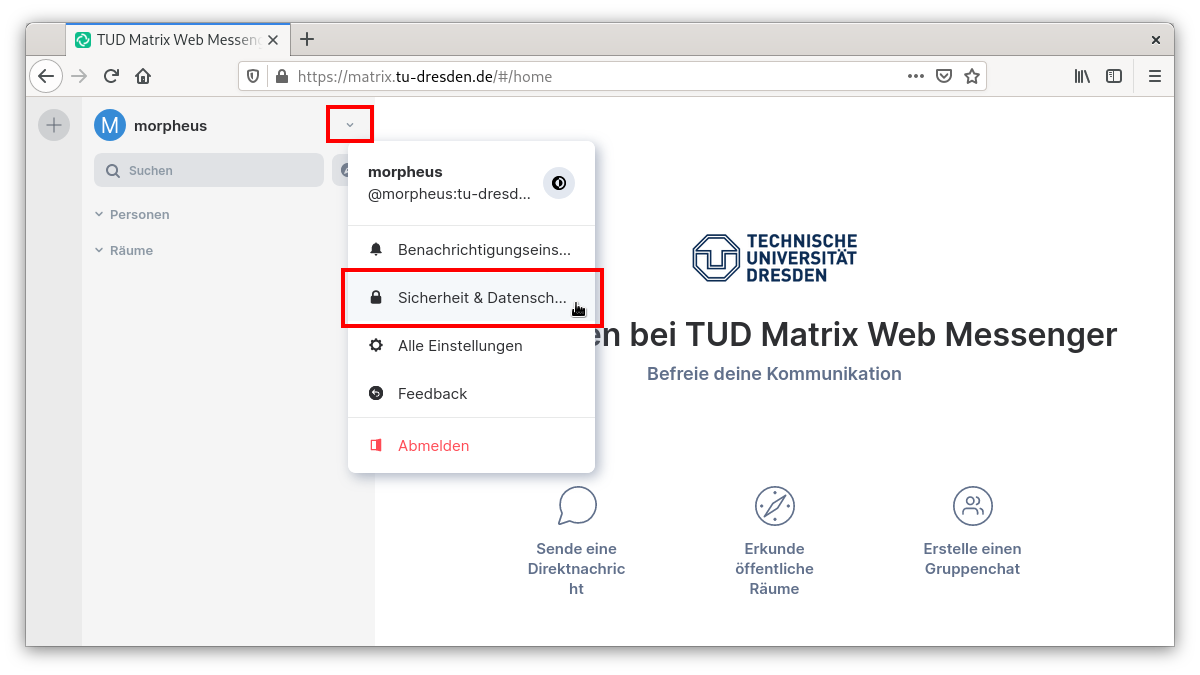 TUD Matrix Web Messeng
https://matrix.tu-dresden.de/#/home
M morpheus
Suchen
Personen
Räume
morpheus
@morpheus:tu-dresd...
Benachrichtigungseins...
Sicherheit & Datensch...
Alle Einstellungen
Feedback
Abmelden
TECHNISCHE
UNIVERSITÄT
DRESDEN
en bei TUD Matrix Web Messenger
Befreie deine Kommunikation
Sende eine
Direktnachric
ht
Erkunde
öffentliche
Räume
Erstelle einen
Gruppenchat